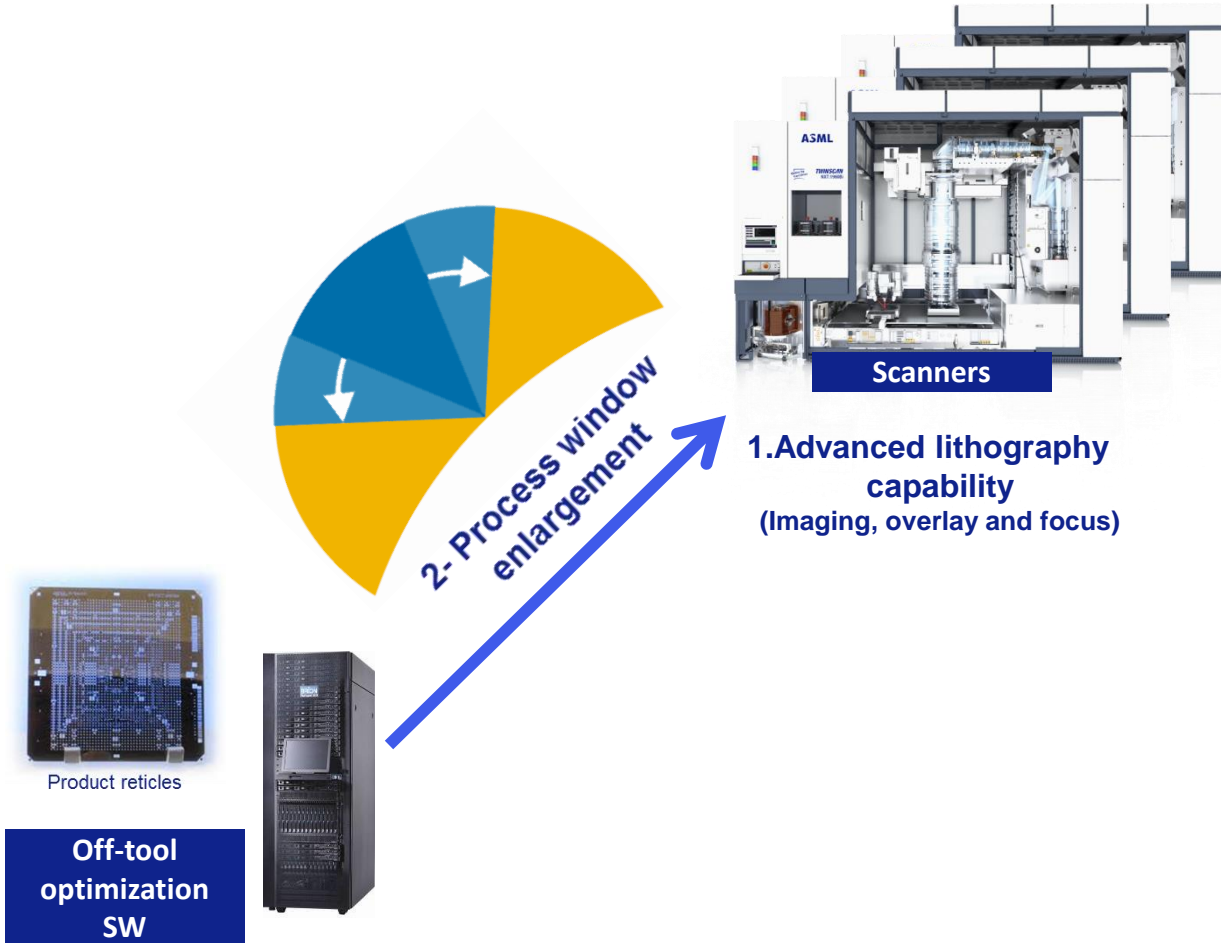 ASML
TWINSCAN
Scanners
1.Advanced lithography
capability
(Imaging, overlay and focus)
2- Process window
enlargement
Product reticles
Off-tool
optimization
SW